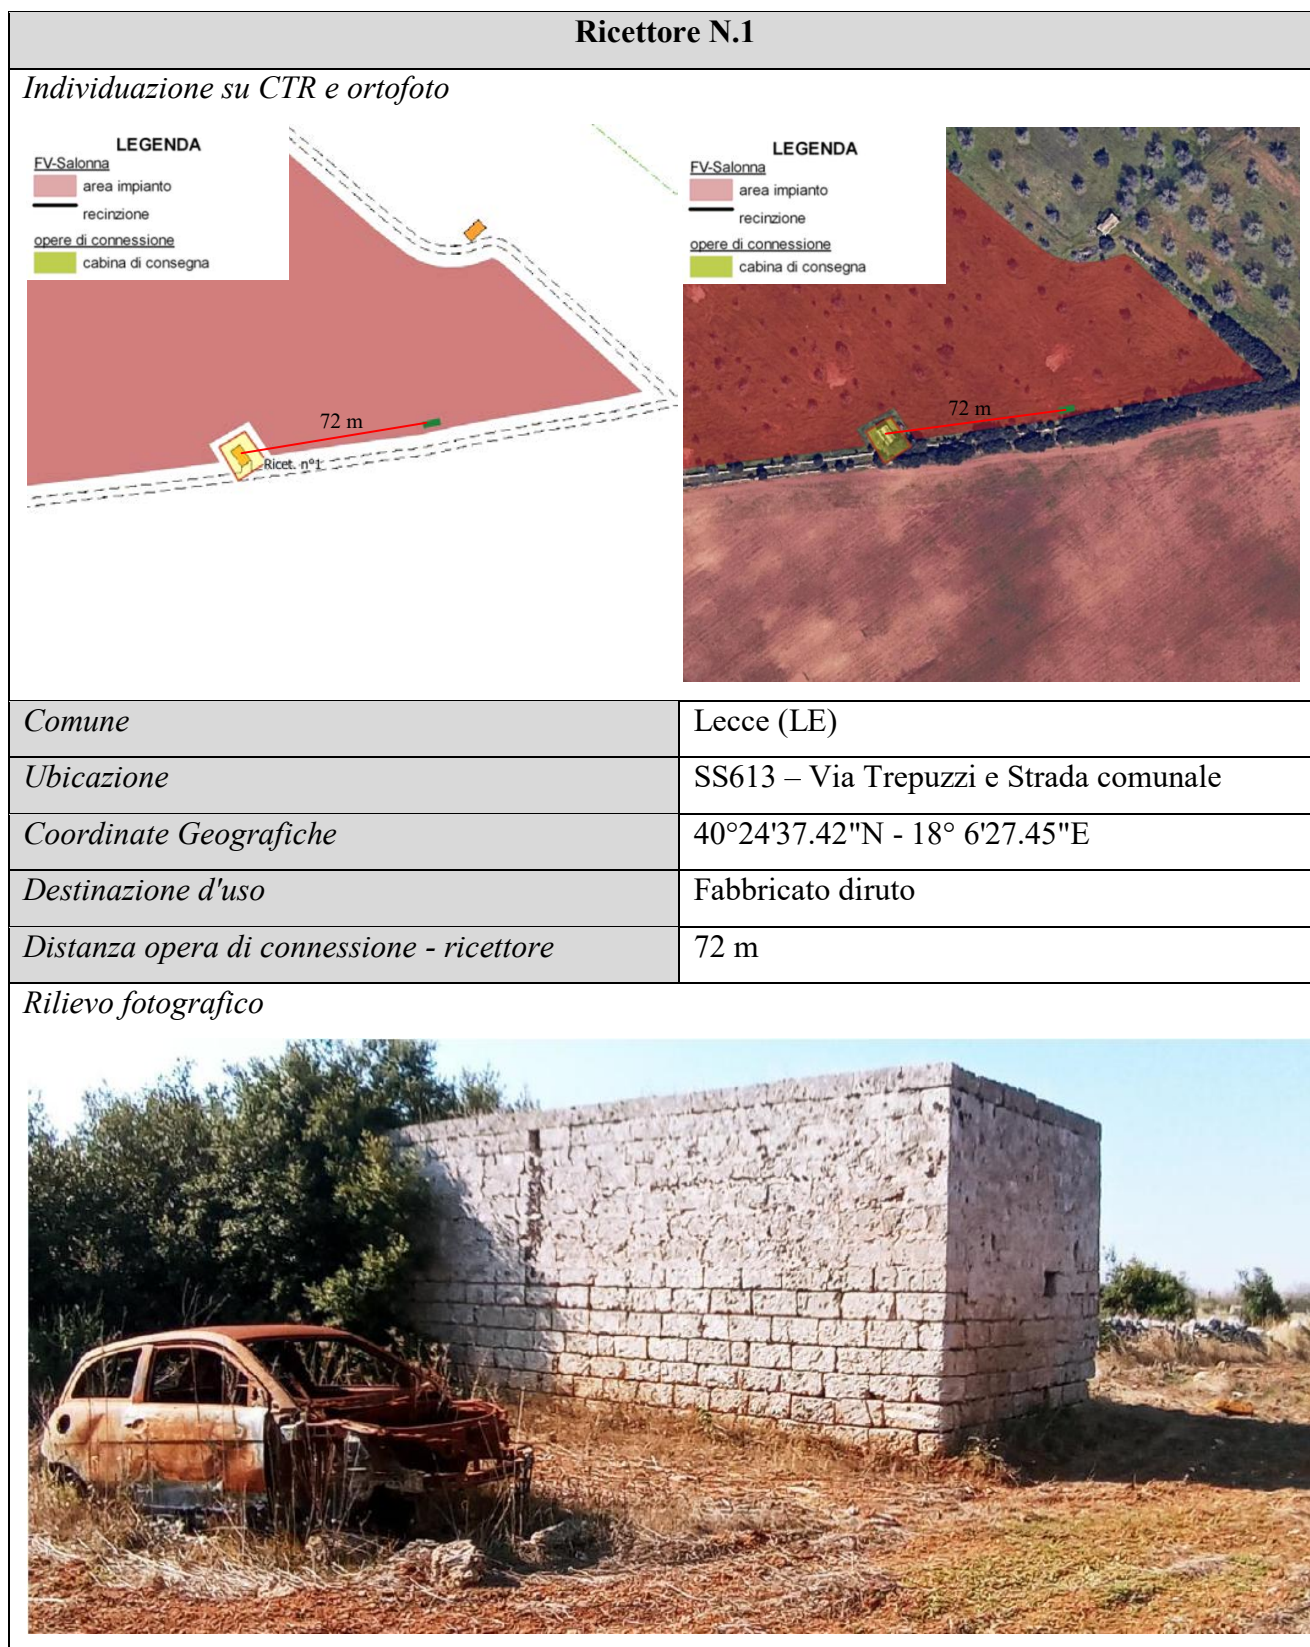 Ricettore N.1
Individuazione su CTR e ortofoto
LEGENDA
FV-Salonna
area impianto
recinzione
opere di connessione
cabina di consegna
72 m
Ricet. n°1
LEGENDA
FV-Salonna
area impianto
recinzione
opere di connessione
cabina di consegna
72 m
Comune Lecce (LE)
Ubicazione SS613 – Via Trepuzzi e Strada comunale
Coordinate Geografiche 40°24'37.42"N - 18° 6'27.45"E
Destinazione d'uso Fabbricato diruto
Distanza opera di connessione - ricettore 72 m
Rilievo fotografico